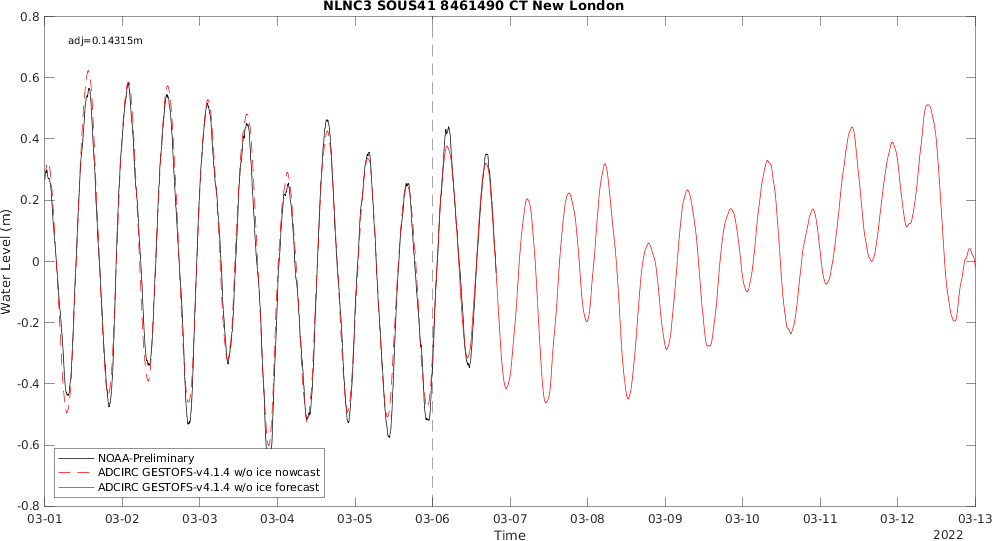 NLNC3 SOUS41 8461490 CT New London
adj=0.14315m
Water Level (m)
0.8
0.6
0.4
0.2
0
-0.2
-0.4
-0.6
-0.8
NOAA-Preliminary
ADCIRC GESTOFS-v4.1.4 w/o ice nowcast
ADCIRC GESTOFS-v4.1.4 w/o ice forecast
03-01 03-02 03-03 03-04 03-05 03-06 03-07 03-08 03-09 03-10 03-11 03-12 03-13
Time
2022